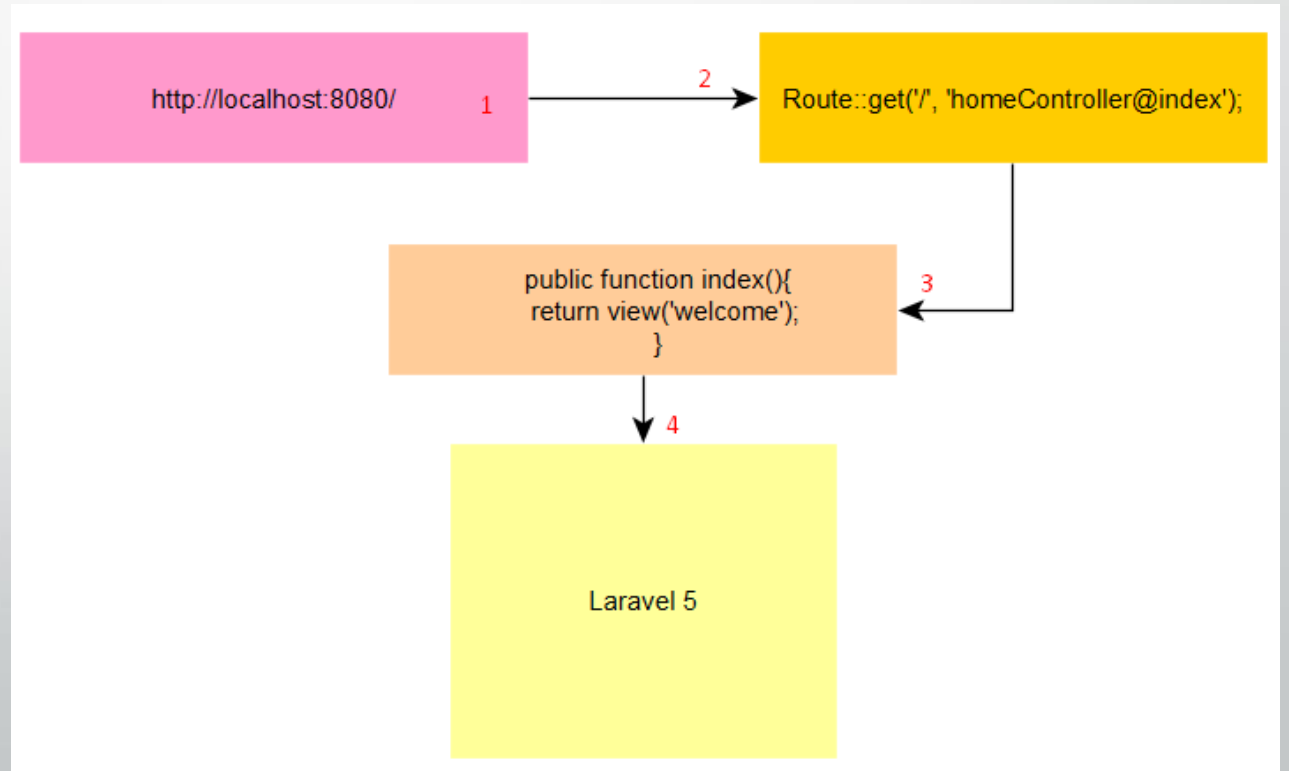 http://localhost:8080/
1
2
Route::get('/', 'homeController@index');
3
public function index(){
return view('welcome');
}
4
Laravel 5